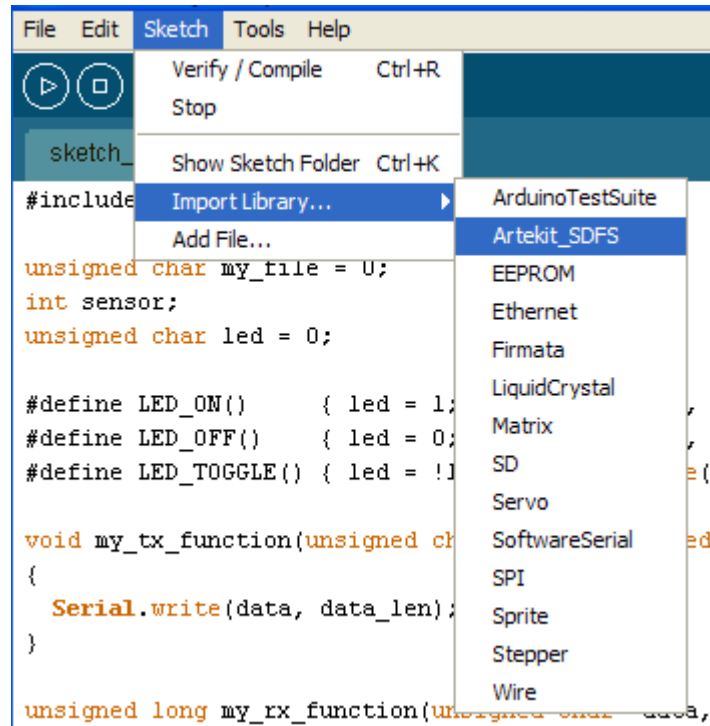 File Edit Sketch Tools Help
Verify / Compile Ctrl+R
Stop
sketch_
Show Sketch Folder Ctrl+K
Import Library...
Add File...
ArduinoTestSuite
Artekit_SDFS
EEPROM
Ethernet
Firmata
LiquidCrystal
Matrix
SD
Servo
SoftwareSerial
SPI
Sprite
Stepper
Wire
#include
unsigned char my_file = 0;
int sensor;
unsigned char led = 0;
#define LED_ON() { led = 1;
#define LED_OFF() { led = 0;
#define LED_TOGGLE() { led = !
void my_tx_function(unsigned
{
Serial.write(data, data_len);
}
unsigned long my_rx_function(